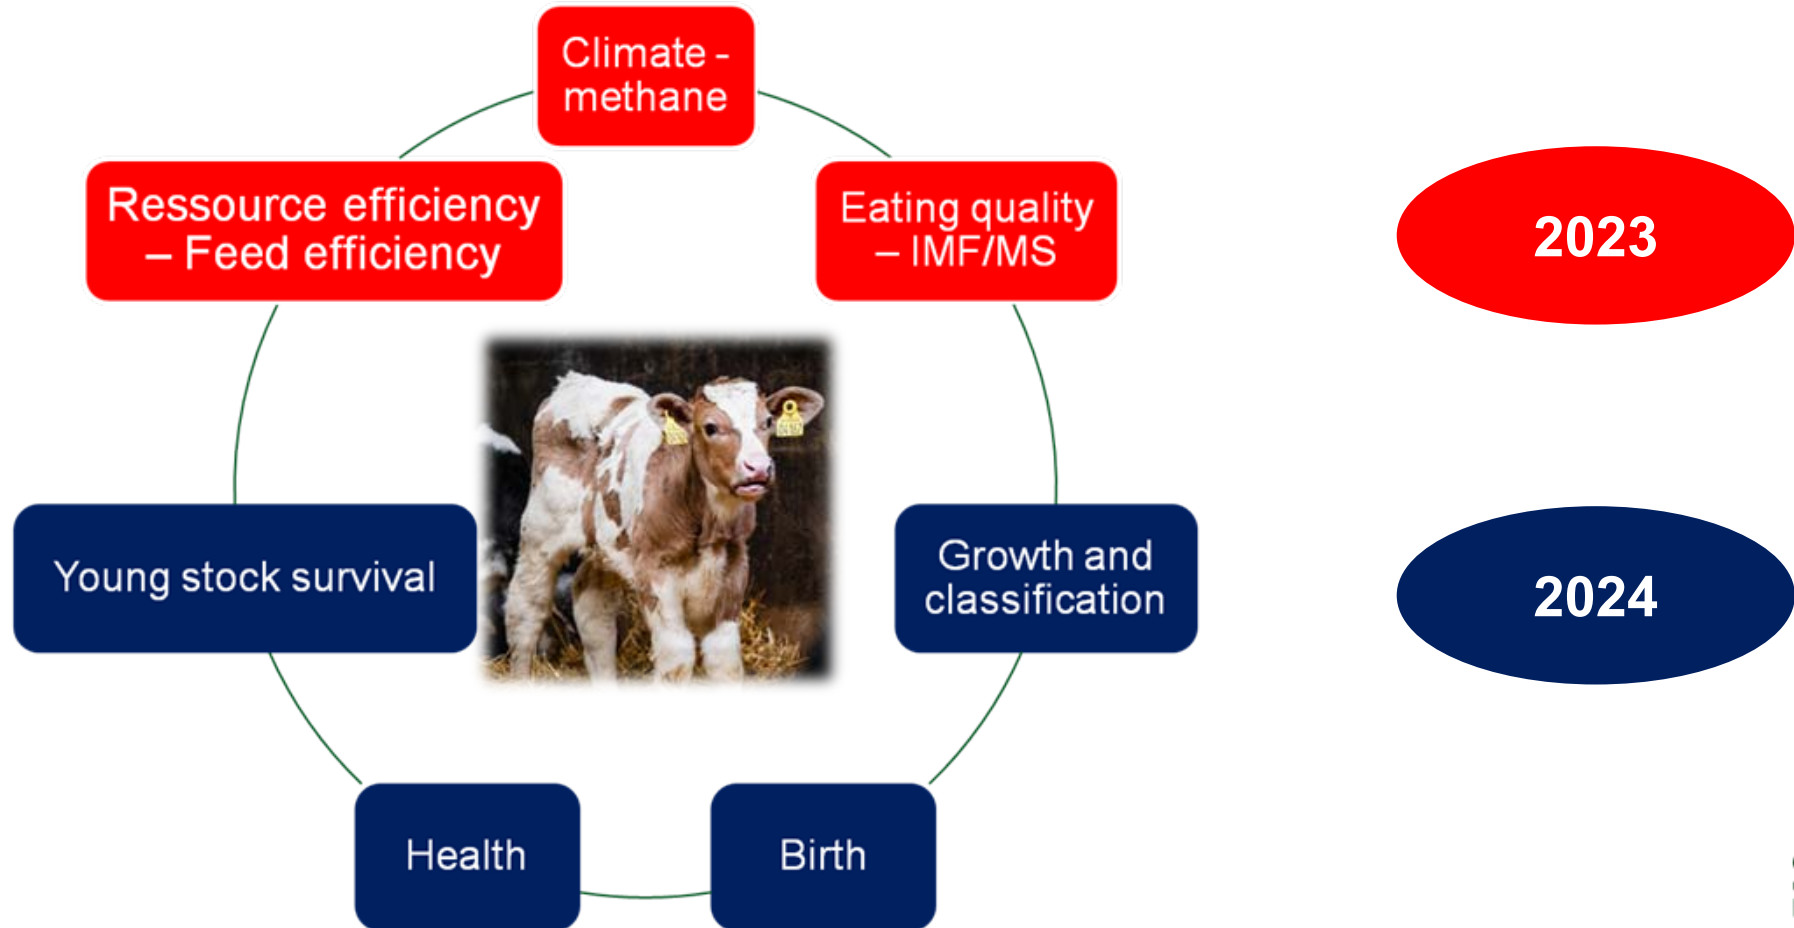 Climate -
methane
Ressource efficiency
– Feed efficiency
Eating quality
– IMF/MS
2023
Young stock survival
Growth and
classification
2024
Health
Birth